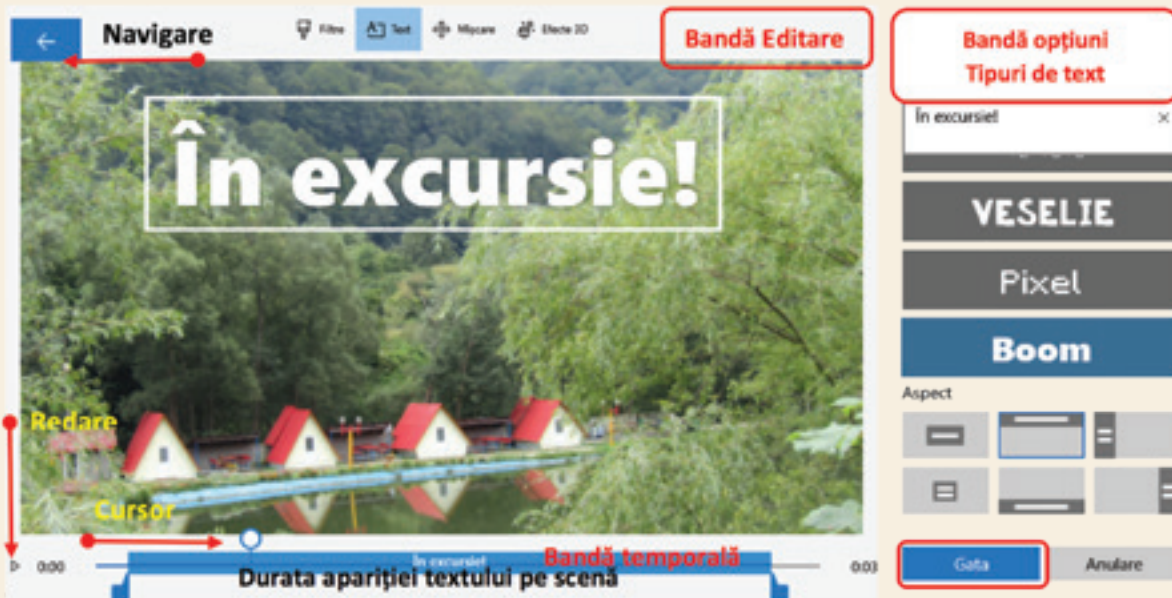 Navigare
Filtre
Text
Mișcare
Efecte 3D
Bandă Editare
Bandă opțiuni
Tipuri de text
În excursie!
În excursie!
VESELIE
Pixel
Boom
Aspect
Redare
Cursor
0:00
În excursie!
Bandă temporală
0:03
Durata apariției textului pe scenă
Gata
Anulare